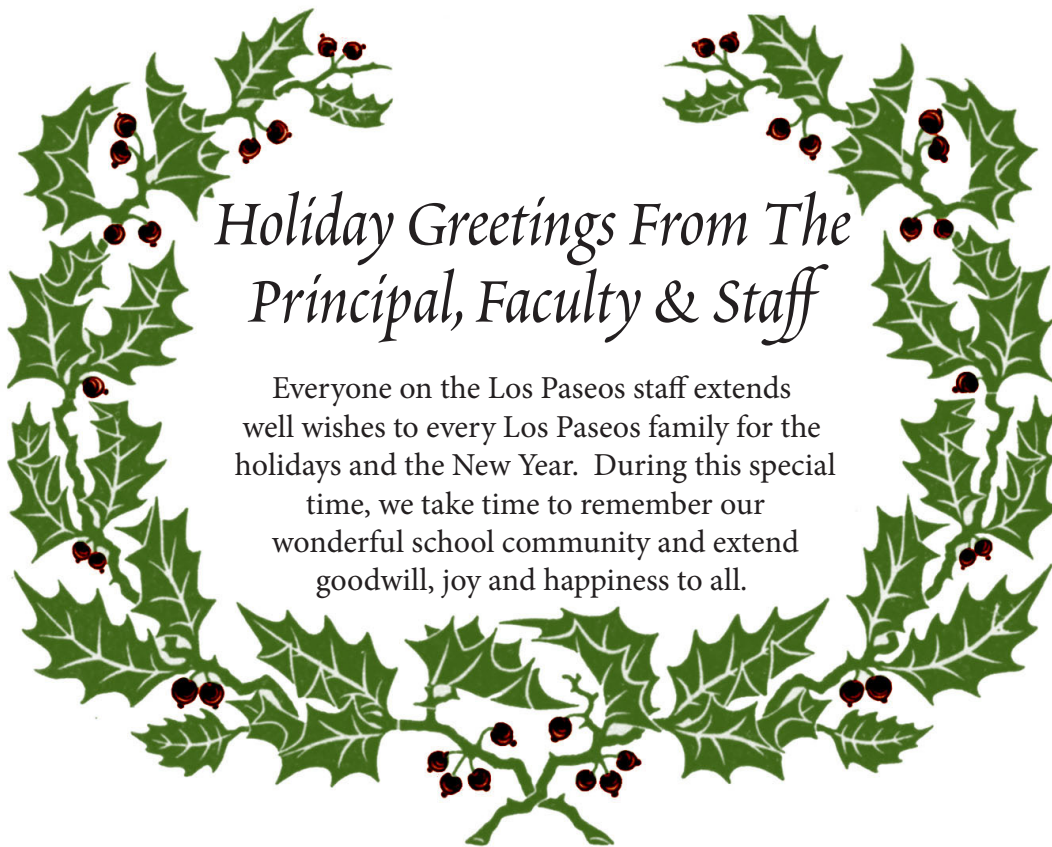 Holiday Greetings From The
Principal, Faculty & Staff
Everyone on the Los Paseos staff extends
well wishes to every Los Paseos family for the
holidays and the New Year.  During this special
time, we take time to remember our
wonderful school community and extend
goodwill, joy and happiness to all.